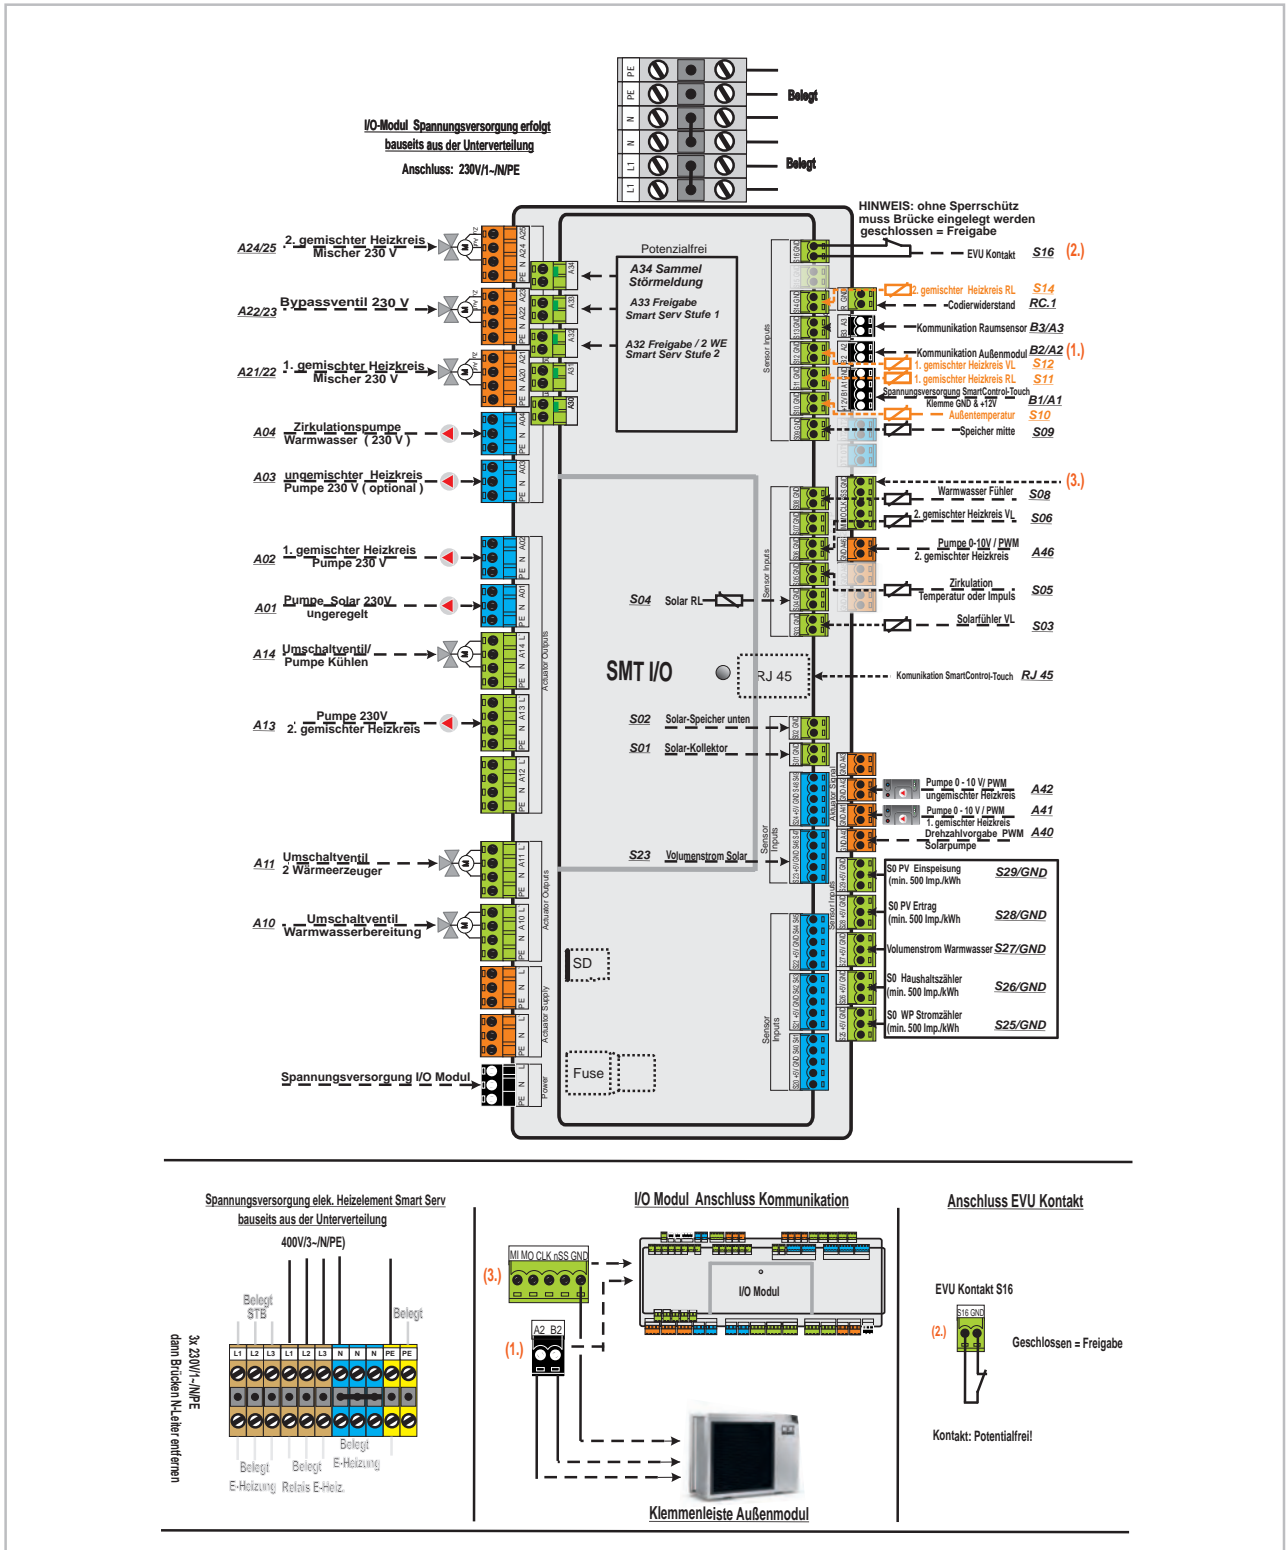 PE
PE
N
N
L1
L1
Belegt
Belegt
I/O-Modul Spannungsversorgung erfolgt
bauseits aus der Unterverteilung
Anschluss: 230V/1~/N/PE
HINWEIS: ohne Sperrschütz
muss Brücke eingelegt werden
geschlossen = Freigabe
EVU Kontakt S16 (2.)
A24/25 2. gemischter Heizkreis
Mischer 230 V
A22/23 Bypassventil 230 V
A21/22 1. gemischter Heizkreis
Mischer 230 V
A04 Zirkulationspumpe
Warmwasser ( 230 V )
A03 ungemischter Heizkreis
Pumpe 230 V ( optional )
A02 1. gemischter Heizkreis
Pumpe 230 V
A01 Pumpe Solar 230V
ungeregelt
A14 Umschaltventil/
Pumpe Kühlen
A13 Pumpe 230V
2. gemischter Heizkreis
A11 Umschaltventil
2 Wärmeerzeuger
A10 Umschaltventil
Warmwasserbereitung
Spannungsversorgung I/O Modul
Actuator Outputs
Actuator Outputs
Actuator Supply
Power
Potenzialfrei
A34 Sammel
Störmeldung
A33 Freigabe
Smart Serv Stufe 1
A32 Freigabe / 2 WE
Smart Serv Stufe 2
A34
A33
A32
A31
A30
Sensor Inputs
2. gemischter Heizkreis RL S14
Codierwiderstand RC.1
Kommunikation Raumsensor B3/A3
Kommunikation Außenmodul B2/A2 (1.)
1. gemischter Heizkreis VL S12
1. gemischter Heizkreis RL S11
Spannungsversorgung SmartControl-Touch
Klemme GND & +12V B1/A1
Außentemperatur S10
Speicher mitte S09
(3.)
Warmwasser Fühler S08
2. gemischter Heizkreis VL S06
Pumpe 0-10V / PWM
2. gemischter Heizkreis A46
Zirkulation
Temperatur oder Impuls S05
S04 Solar RL
Solarfühler VL S03
Sensor Inputs
SMT I/O
RJ 45
Komunikation SmartControl-Touch RJ 45
S02 Solar-Speicher unten
S01 Solar-Kollektor
S23 Volumenstrom Solar
Sensor
Inputs
Aktuator Signal
Pumpe 0 - 10 V/ PWM
ungemischter Heizkreis A42
Pumpe 0 - 10 V / PWM
1. gemischter Heizkreis A41
Drehzahlvorgabe PWM
Solarpumpe A40
Sensor Inputs
S0 PV Einspeisung
(min. 500 Imp./kWh S29/GND
S0 PV Ertrag
(min. 500 Imp./kWh S28/GND
Volumenstrom Warmwasser S27/GND
S0 Haushaltszähler
(min. 500 Imp./kWh S26/GND
S0 WP Stromzähler
(min. 500 Imp./kWh S25/GND
Sensor
Inputs
SD
Fuse
Spannungsversorgung elek. Heizelement Smart Serv
bauseits aus der Unterverteilung
400V/3~/N/PE)
Belegt
STB
Belegt
L1 L2 L3 L1 L2 L3 N N N PE PE
3x 230V/1~/N/PE
dann Brücken N-Leiter entfernen
Belegt
E-Heizung
Belegt
Relais E-Heiz.
Belegt
E-Heizung
I/O Modul Anschluss Kommunikation
MI MO CLK nSS GND
(3.)
A2 B2
(1.)
I/O Modul
Klemmenleiste Außenmodul
Anschluss EVU Kontakt
EVU Kontakt S16
S16 GND
(2.)
Geschlossen = Freigabe
Kontakt: Potentialfrei!